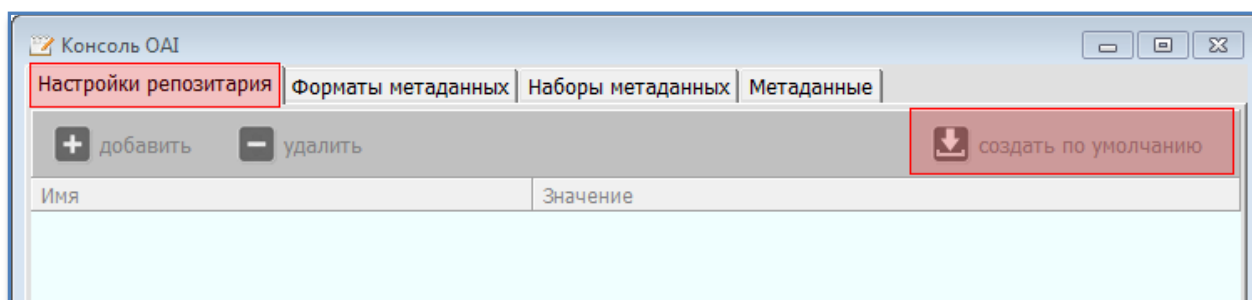 Консоль OAI
Настройки репозитария Форматы метаданных Наборы метаданных Метаданные
добавить удалить создать по умолчанию
Имя Значение